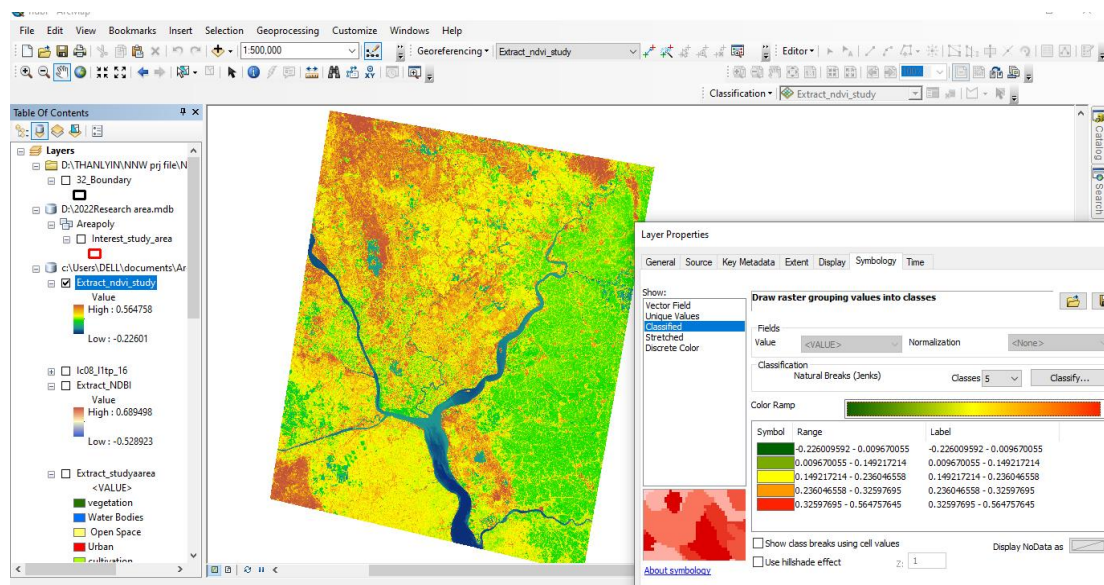 File Edit View Bookmarks Insert Selection Geoprocessing Customize Windows Help
1:500,000 Georeferencing Extract_ndvi_study Editor
Classification Extract_ndvi_study
Table Of Contents
Layers
D:\THANLYIN\NNW prj file\N
32_Boundary
D:\2022Research area.mdb
Areapoly
Interest_study_area
c:\Users\DELL\documents\Ar
Extract_ndvi_study
Value
High : 0.564758
Low : -0.22601
lc08_l1tp_16
Extract_NDBI
Value
High : 0.689498
Low : -0.528923
Extract_studyaarea
<VALUE>
vegetation
Water Bodies
Open Space
Urban
cultivation
Catalog
Search
Layer Properties
General Source Key Metadata Extent Display Symbology Time
Show:
Vector Field
Unique Values
Classified
Stretched
Discrete Color
About symbology
Draw raster grouping values into classes
Fields
Value <VALUE> Normalization <None>
Classification
Natural Breaks (Jenks) Classes 5 Classify...
Color Ramp
Symbol Range Label
-0.226009592 - 0.009670055 -0.226009592 - 0.009670055
0.009670055 - 0.149217214 0.009670055 - 0.149217214
0.149217214 - 0.236046558 0.149217214 - 0.236046558
0.236046558 - 0.32597695 0.236046558 - 0.32597695
0.32597695 - 0.564757645 0.32597695 - 0.564757645
Show class breaks using cell values Display NoData as
Use hillshade effect Z: 1